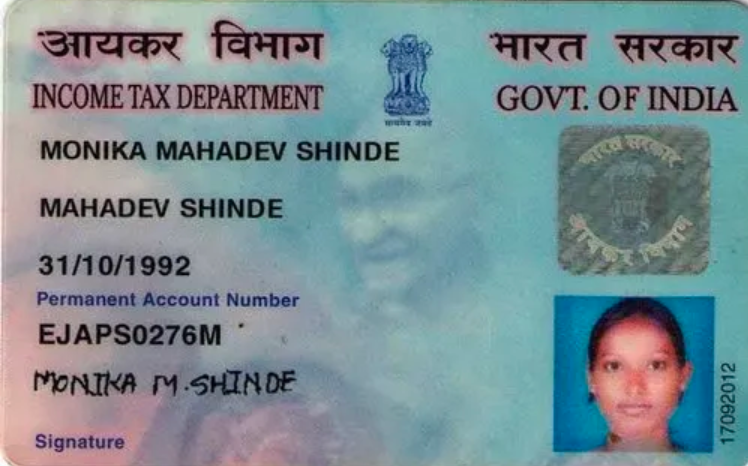 आयकर विभाग
INCOME TAX DEPARTMENT
सत्यमेव जयते
भारत सरकार
GOVT. OF INDIA
MONIKA MAHADEV SHINDE
MAHADEV SHINDE
31/10/1992
Permanent Account Number
EJAPS0276M
MONIKA M. SHINDE
Signature
भारत सरकार
आयकर विभाग
17092012